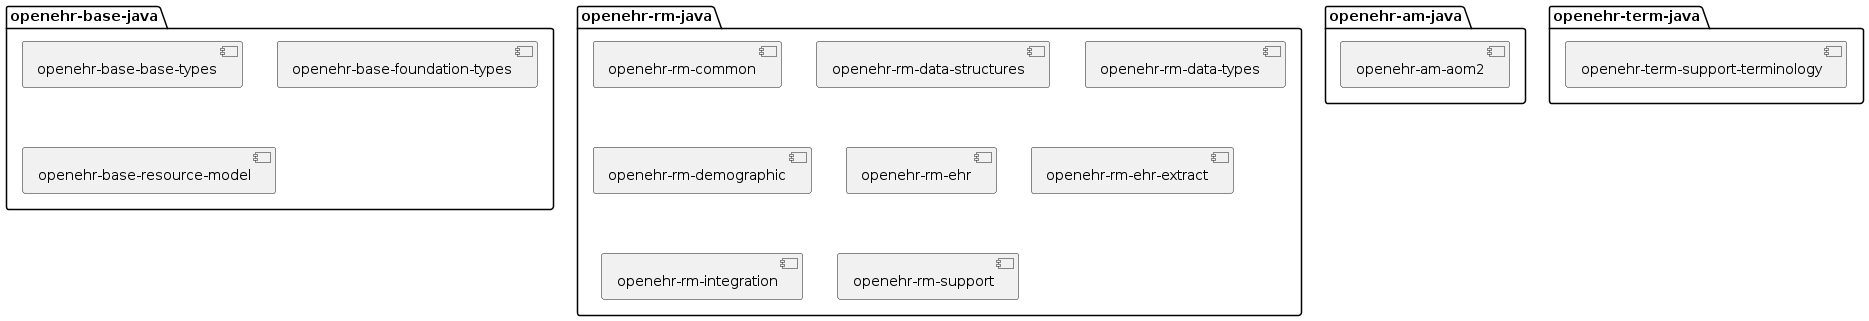 openehr-base-java
openehr-base-base-types
openehr-base-foundation-types
openehr-base-resource-model
openehr-rm-java
openehr-rm-common
openehr-rm-data-structures
openehr-rm-data-types
openehr-rm-demographic
openehr-rm-ehr
openehr-rm-ehr-extract
openehr-rm-integration
openehr-rm-support
openehr-am-java
openehr-am-aom2
openehr-term-java
openehr-term-support-terminology